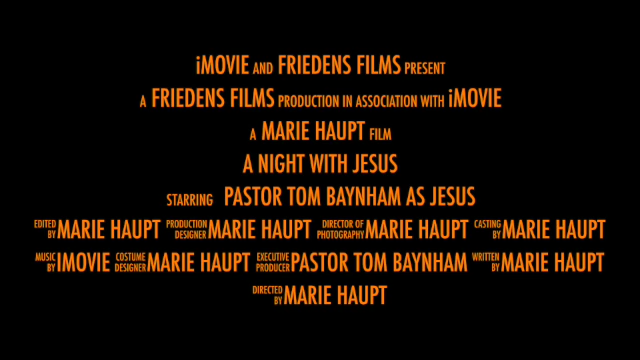 iMOVIE AND FRIEDENS FILMS PRESENT
A FRIEDENS FILMS PRODUCTION IN ASSOCIATION WITH iMOVIE
A MARIE HAUPT FILM
A NIGHT WITH JESUS
STARRING PASTOR TOM BAYNHAM AS JESUS
EDITED BY MARIE HAUPT PRODUCTION DESIGNER MARIE HAUPT DIRECTOR OF PHOTOGRAPHY MARIE HAUPT CASTING BY MARIE HAUPT
MUSIC BY IMOVIE COSTUME DESIGNER MARIE HAUPT EXECUTIVE PRODUCER PASTOR TOM BAYNHAM WRITTEN BY MARIE HAUPT
DIRECTED BY MARIE HAUPT